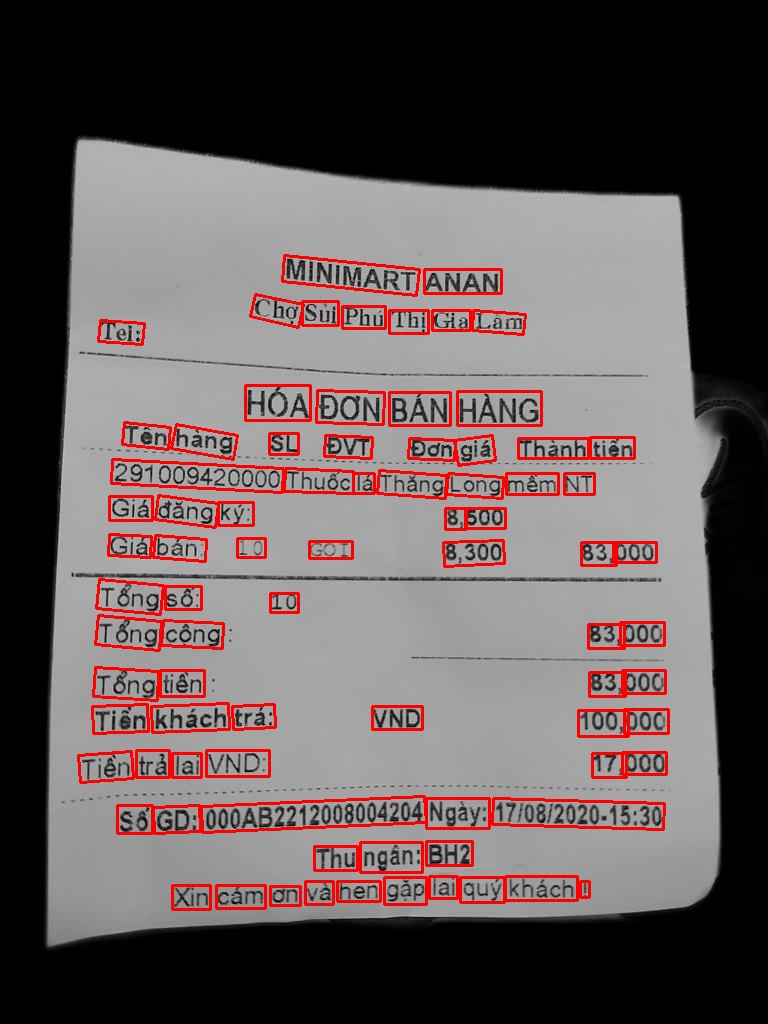 MINIMART ANAN
Chợ Sủi Phú Thị Gia Lâm
Tel:
HÓA ĐƠN BÁN HÀNG
Tên hàng SL ĐVT Đơn giá Thành tiền
291009420000 Thuốc lá Thăng Long mềm NT
Giá đăng ký: 8,500
Giá bán: 10 GOI 8,300 83,000
Tổng số: 10
Tổng công : 83,000
Tổng tiền : 83,000
Tiền khách trả: VND 100,000
Tiền trả lai VND: 17,000
Số GD: 000AB2212008004204 Ngày: 17/08/2020-15:30
Thu ngân: BH2
Xin cám ơn và hen gặp lai quý khách !